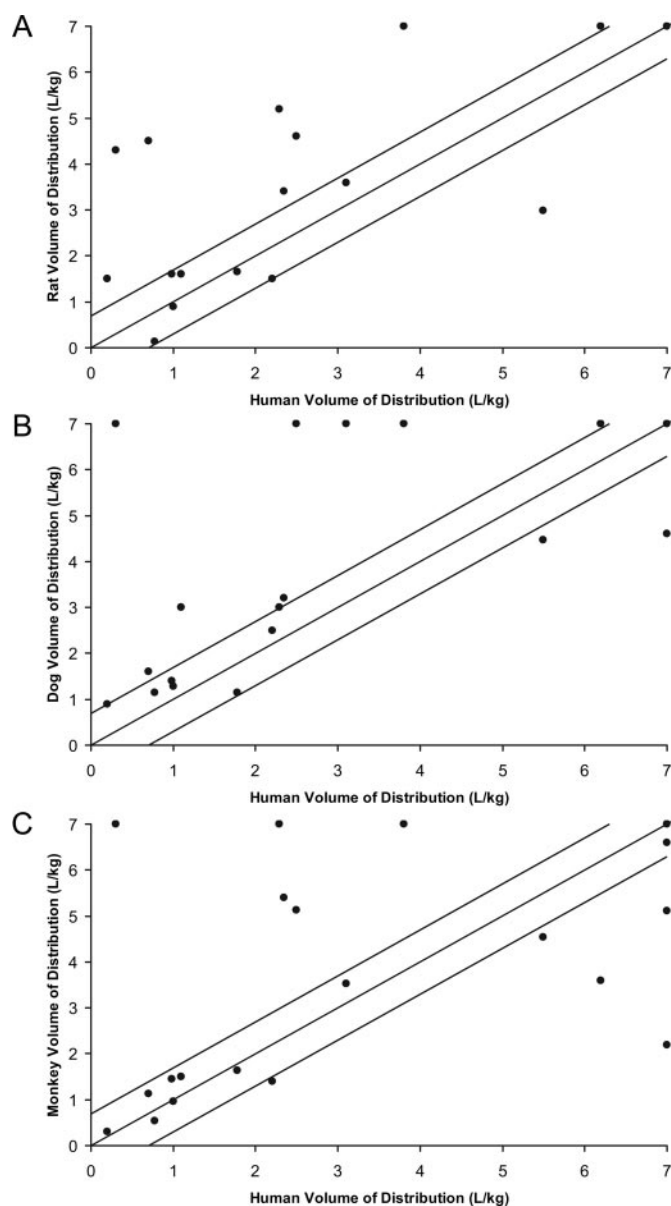 A
Rat Volume of Distribution (L/kg)
7
6
5
4
3
2
1
0
0 1 2 3 4 5 6 7
Human Volume of Distribution (L/kg)
B
Dog Volume of Distribution (L/kg)
7
6
5
4
3
2
1
0
0 1 2 3 4 5 6 7
Human Volume of Distribution (L/kg)
C
Monkey Volume of Distribution (L/kg)
7
6
5
4
3
2
1
0
0 1 2 3 4 5 6 7
Human Volume of Distribution (L/kg)